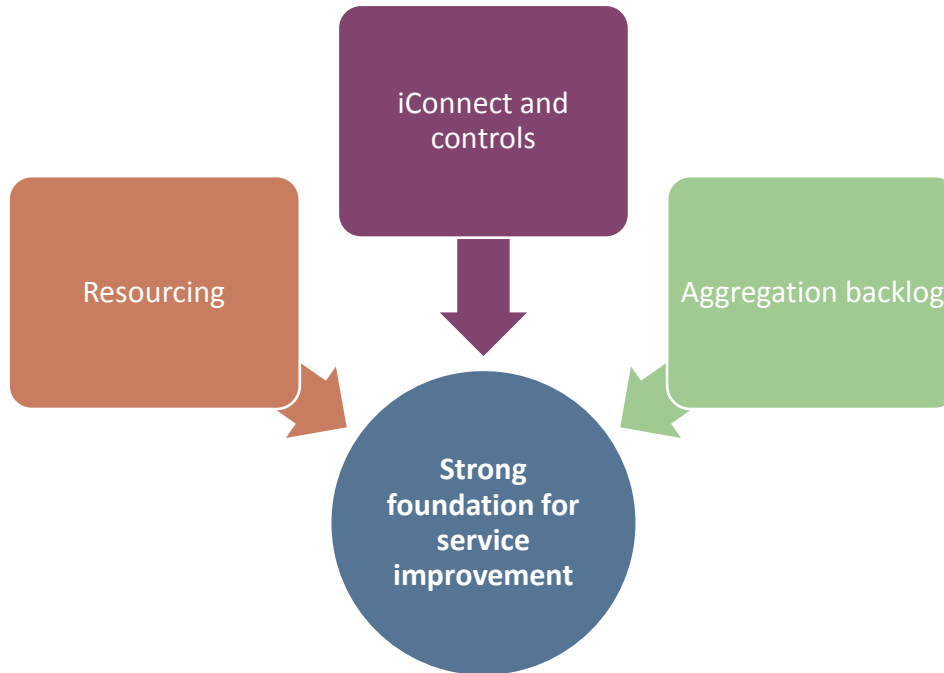 iConnect and
controls
Resourcing
Aggregation backlog
Strong
foundation for
service
improvement